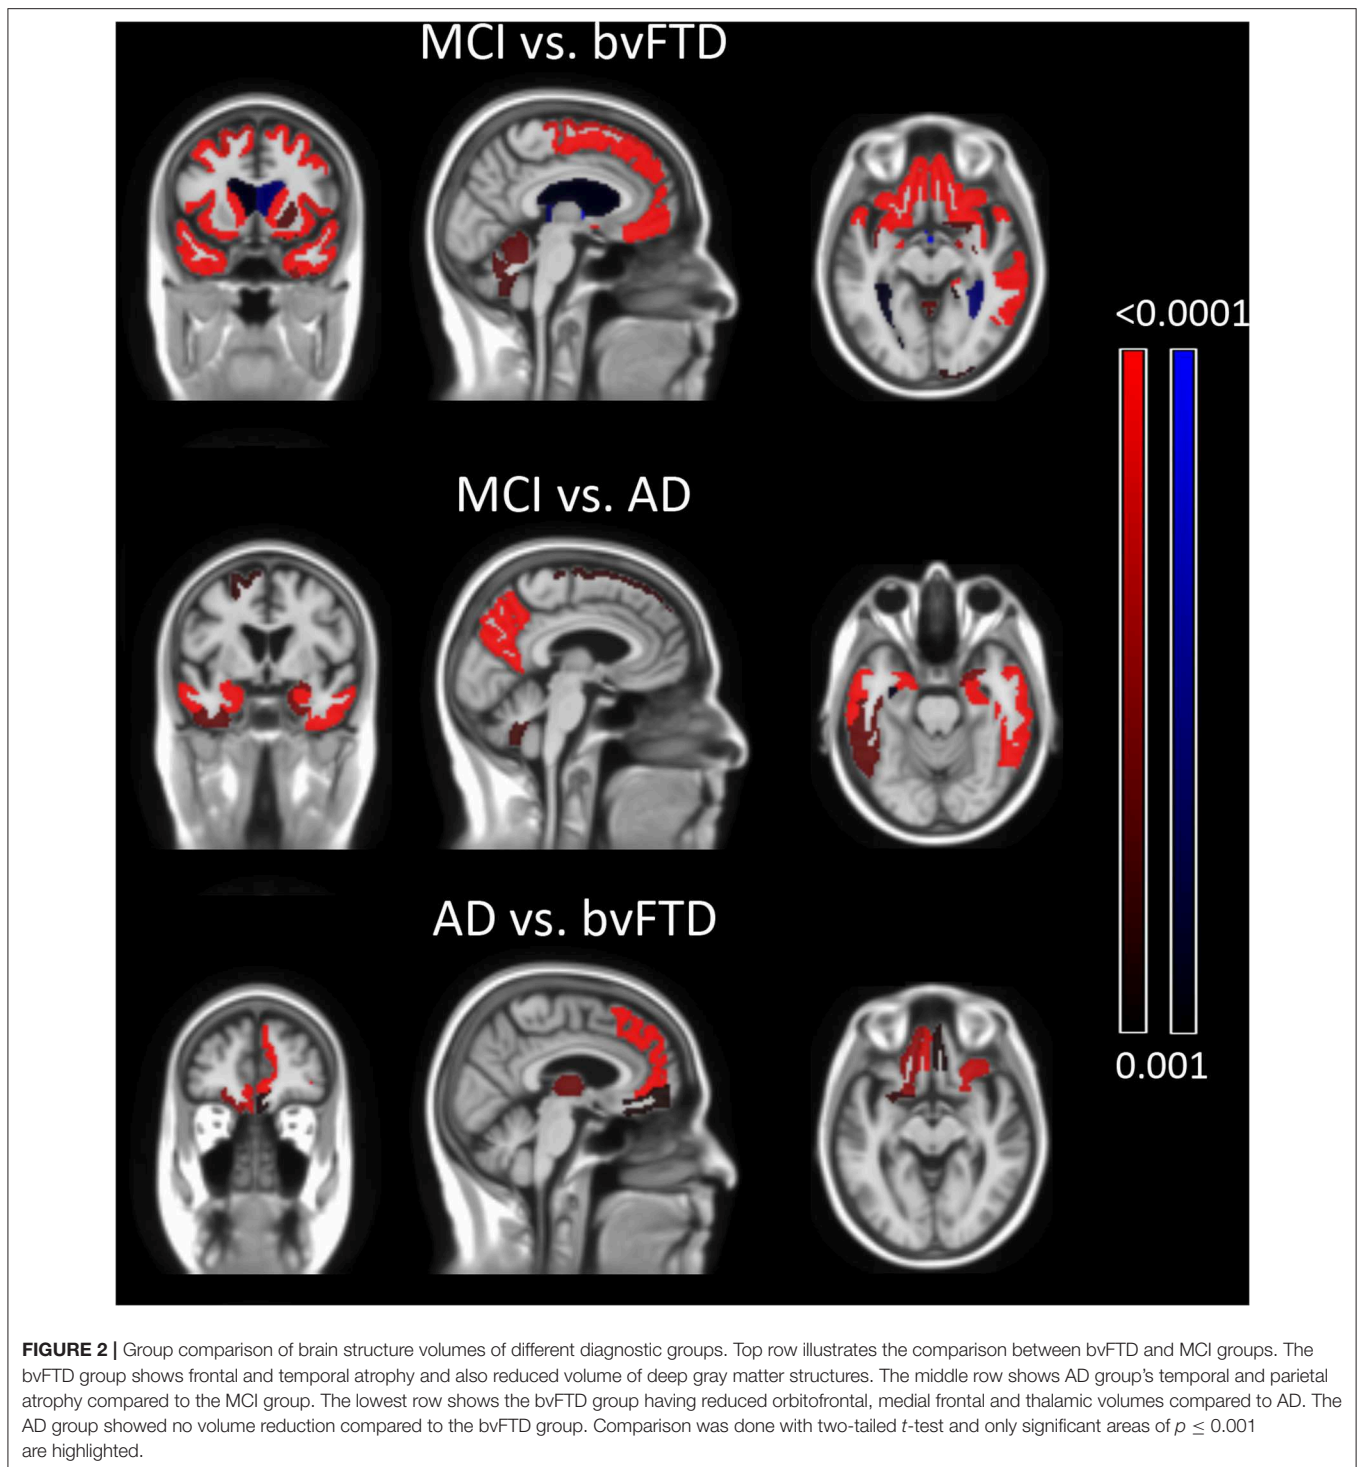 MCI vs. bvFTD
<0.0001
MCI vs. AD
AD vs. bvFTD
0.001
FIGURE 2 | Group comparison of brain structure volumes of different diagnostic groups. Top row illustrates the comparison between bvFTD and MCI groups. The
bvFTD group shows frontal and temporal atrophy and also reduced volume of deep gray matter structures. The middle row shows AD group's temporal and parietal
atrophy compared to the MCI group. The lowest row shows the bvFTD group having reduced orbitofrontal, medial frontal and thalamic volumes compared to AD. The
AD group showed no volume reduction compared to the bvFTD group. Comparison was done with two-tailed t-test and only significant areas of p ≤ 0.001
are highlighted.